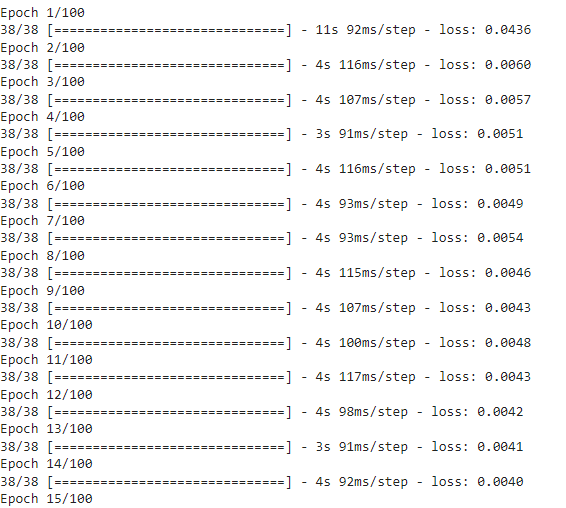 Epoch 1/100
38/38 [==============================] - 11s 92ms/step - loss: 0.0436
Epoch 2/100
38/38 [==============================] - 4s 116ms/step - loss: 0.0060
Epoch 3/100
38/38 [==============================] - 4s 107ms/step - loss: 0.0057
Epoch 4/100
38/38 [==============================] - 3s 91ms/step - loss: 0.0051
Epoch 5/100
38/38 [==============================] - 4s 116ms/step - loss: 0.0051
Epoch 6/100
38/38 [==============================] - 4s 93ms/step - loss: 0.0049
Epoch 7/100
38/38 [==============================] - 4s 93ms/step - loss: 0.0054
Epoch 8/100
38/38 [==============================] - 4s 115ms/step - loss: 0.0046
Epoch 9/100
38/38 [==============================] - 4s 107ms/step - loss: 0.0043
Epoch 10/100
38/38 [==============================] - 4s 100ms/step - loss: 0.0048
Epoch 11/100
38/38 [==============================] - 4s 117ms/step - loss: 0.0043
Epoch 12/100
38/38 [==============================] - 4s 98ms/step - loss: 0.0042
Epoch 13/100
38/38 [==============================] - 3s 91ms/step - loss: 0.0041
Epoch 14/100
38/38 [==============================] - 4s 92ms/step - loss: 0.0040
Epoch 15/100